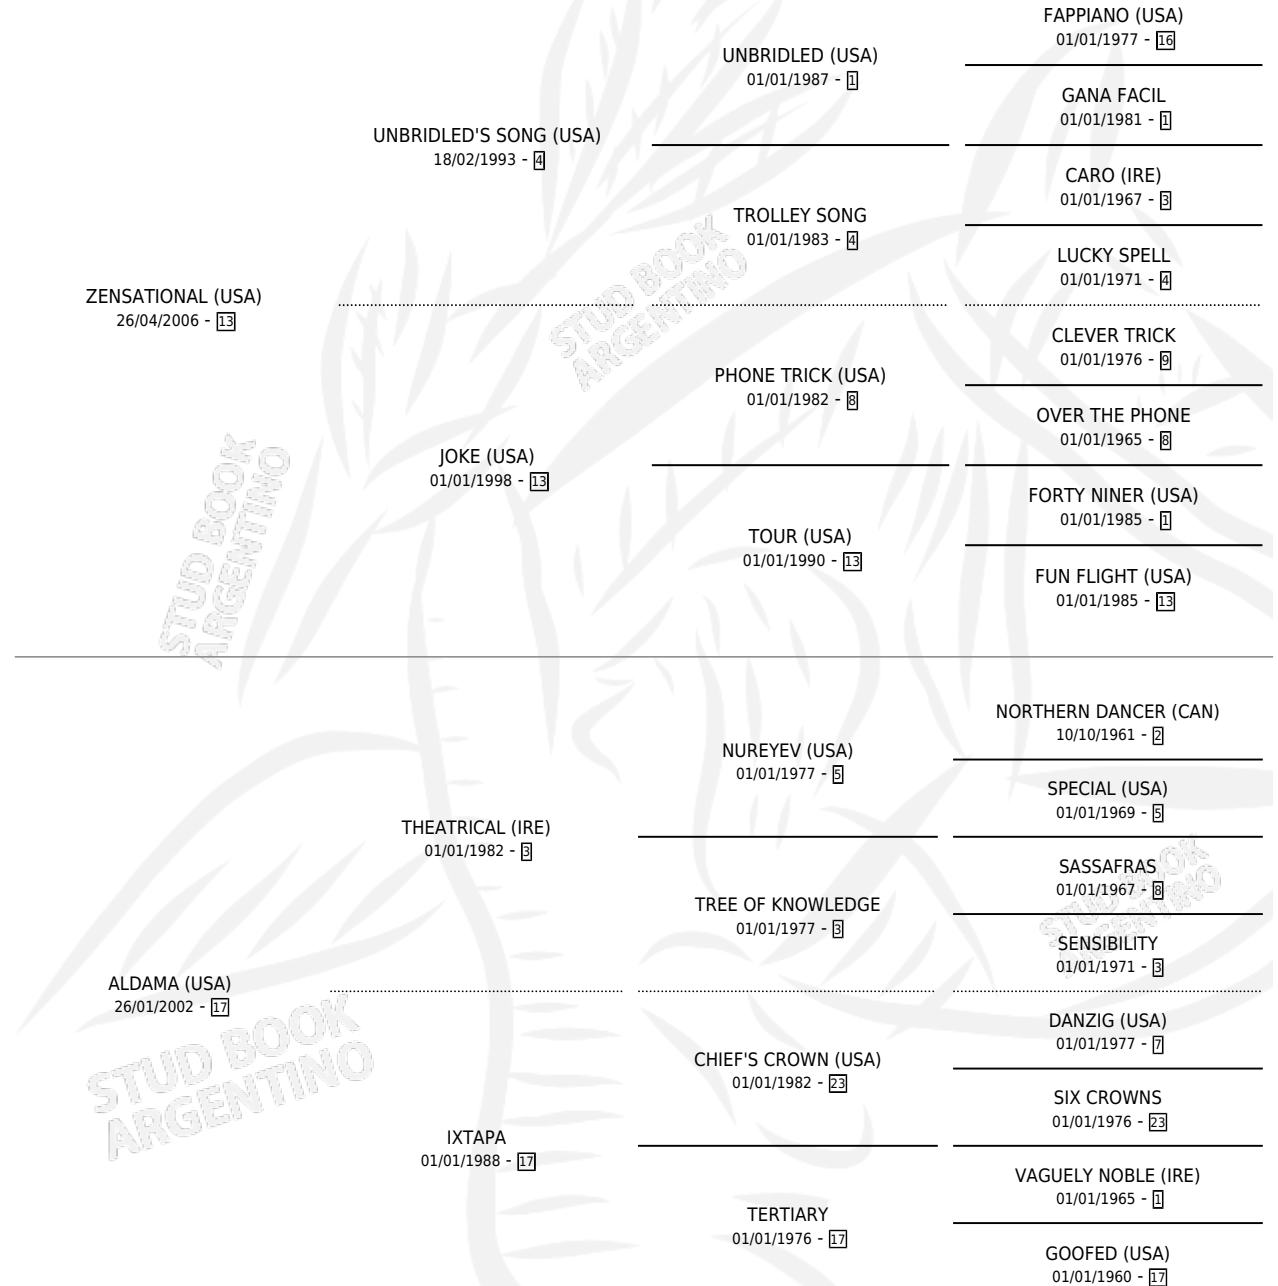 FAPPIANO (USA)
01/01/1977 - 16
UNBRIDLED (USA)
01/01/1987 - 1
GANA FACIL
01/01/1981 - 1
UNBRIDLED'S SONG (USA)
18/02/1993 - 4
CARO (IRE)
01/01/1967 - 3
TROLLEY SONG
01/01/1983 - 4
LUCKY SPELL
01/01/1971 - 4
ZENSATIONAL (USA)
26/04/2006 - 13
STUD BOOK
ARGENTINO
CLEVER TRICK
01/01/1976 - 9
PHONE TRICK (USA)
01/01/1982 - 8
OVER THE PHONE
01/01/1965 - 8
JOKE (USA)
01/01/1998 - 13
FORTY NINER (USA)
01/01/1985 - 1
TOUR (USA)
01/01/1990 - 13
FUN FLIGHT (USA)
01/01/1985 - 13
STUD BOOK
ARGENTINO
NORTHERN DANCER (CAN)
10/10/1961 - 2
NUREYEV (USA)
01/01/1977 - 5
SPECIAL (USA)
01/01/1969 - 5
THEATRICAL (IRE)
01/01/1982 - 3
SASSAFRAS
01/01/1967 - 8
TREE OF KNOWLEDGE
01/01/1977 - 3
SENSIBILITY
01/01/1971 - 3
STUD BOOK
ARGENTINO
ALDAMA (USA)
26/01/2002 - 17
STUD BOOK
ARGENTINO
DANZIG (USA)
01/01/1977 - 7
CHIEF'S CROWN (USA)
01/01/1982 - 23
SIX CROWNS
01/01/1976 - 23
IXTAPA
01/01/1988 - 17
VAGUELY NOBLE (IRE)
01/01/1965 - 1
TERTIARY
01/01/1976 - 17
GOOFED (USA)
01/01/1960 - 17